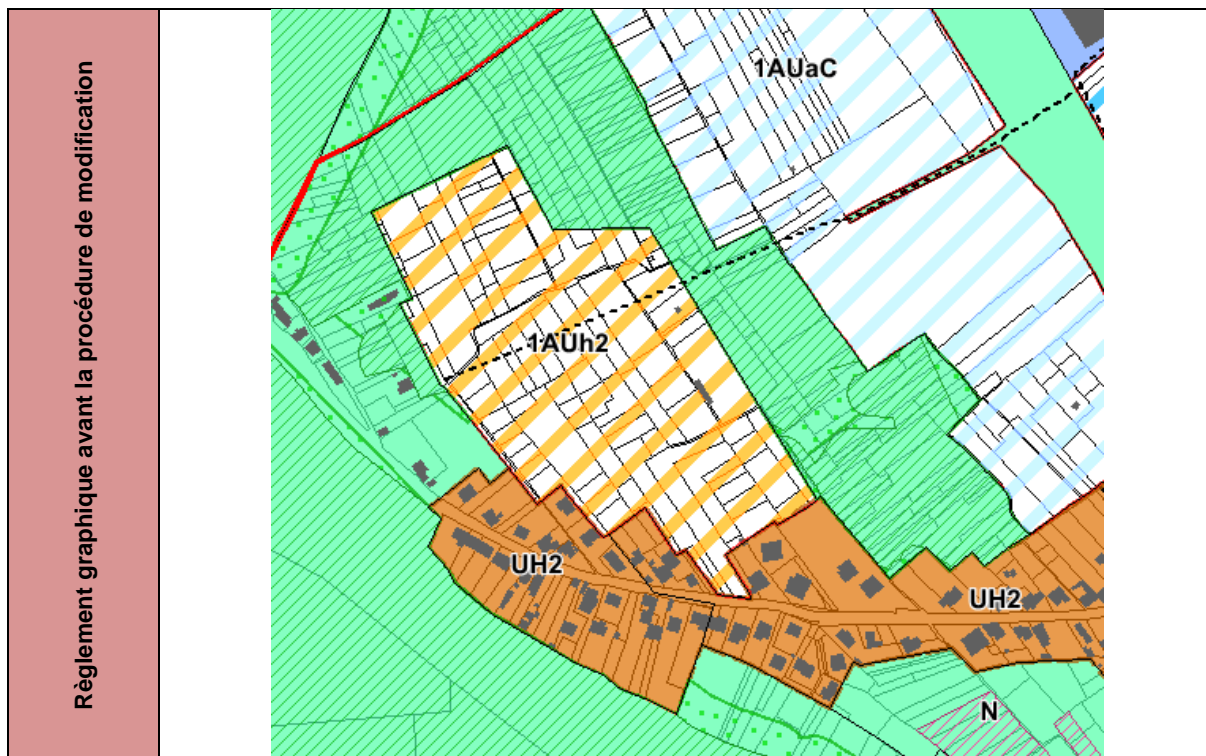 Règlement graphique avant la procédure de modification
1AUaC
1AUh2
UH2
UH2
N